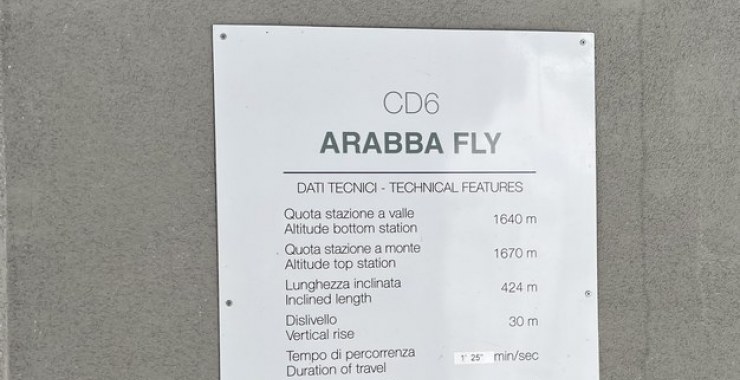 CD6
ARABBA FLY
DATI TECNICI - TECHNICAL FEATURES
Quota stazione a valle
Altitude bottom station 1640 m
Quota stazione a monte
Altitude top station 1670 m
Lunghezza inclinata
Inclined length 424 m
Dislivello
Vertical rise 30 m
Tempo di percorrenza
Duration of travel 1' 25" min/sec